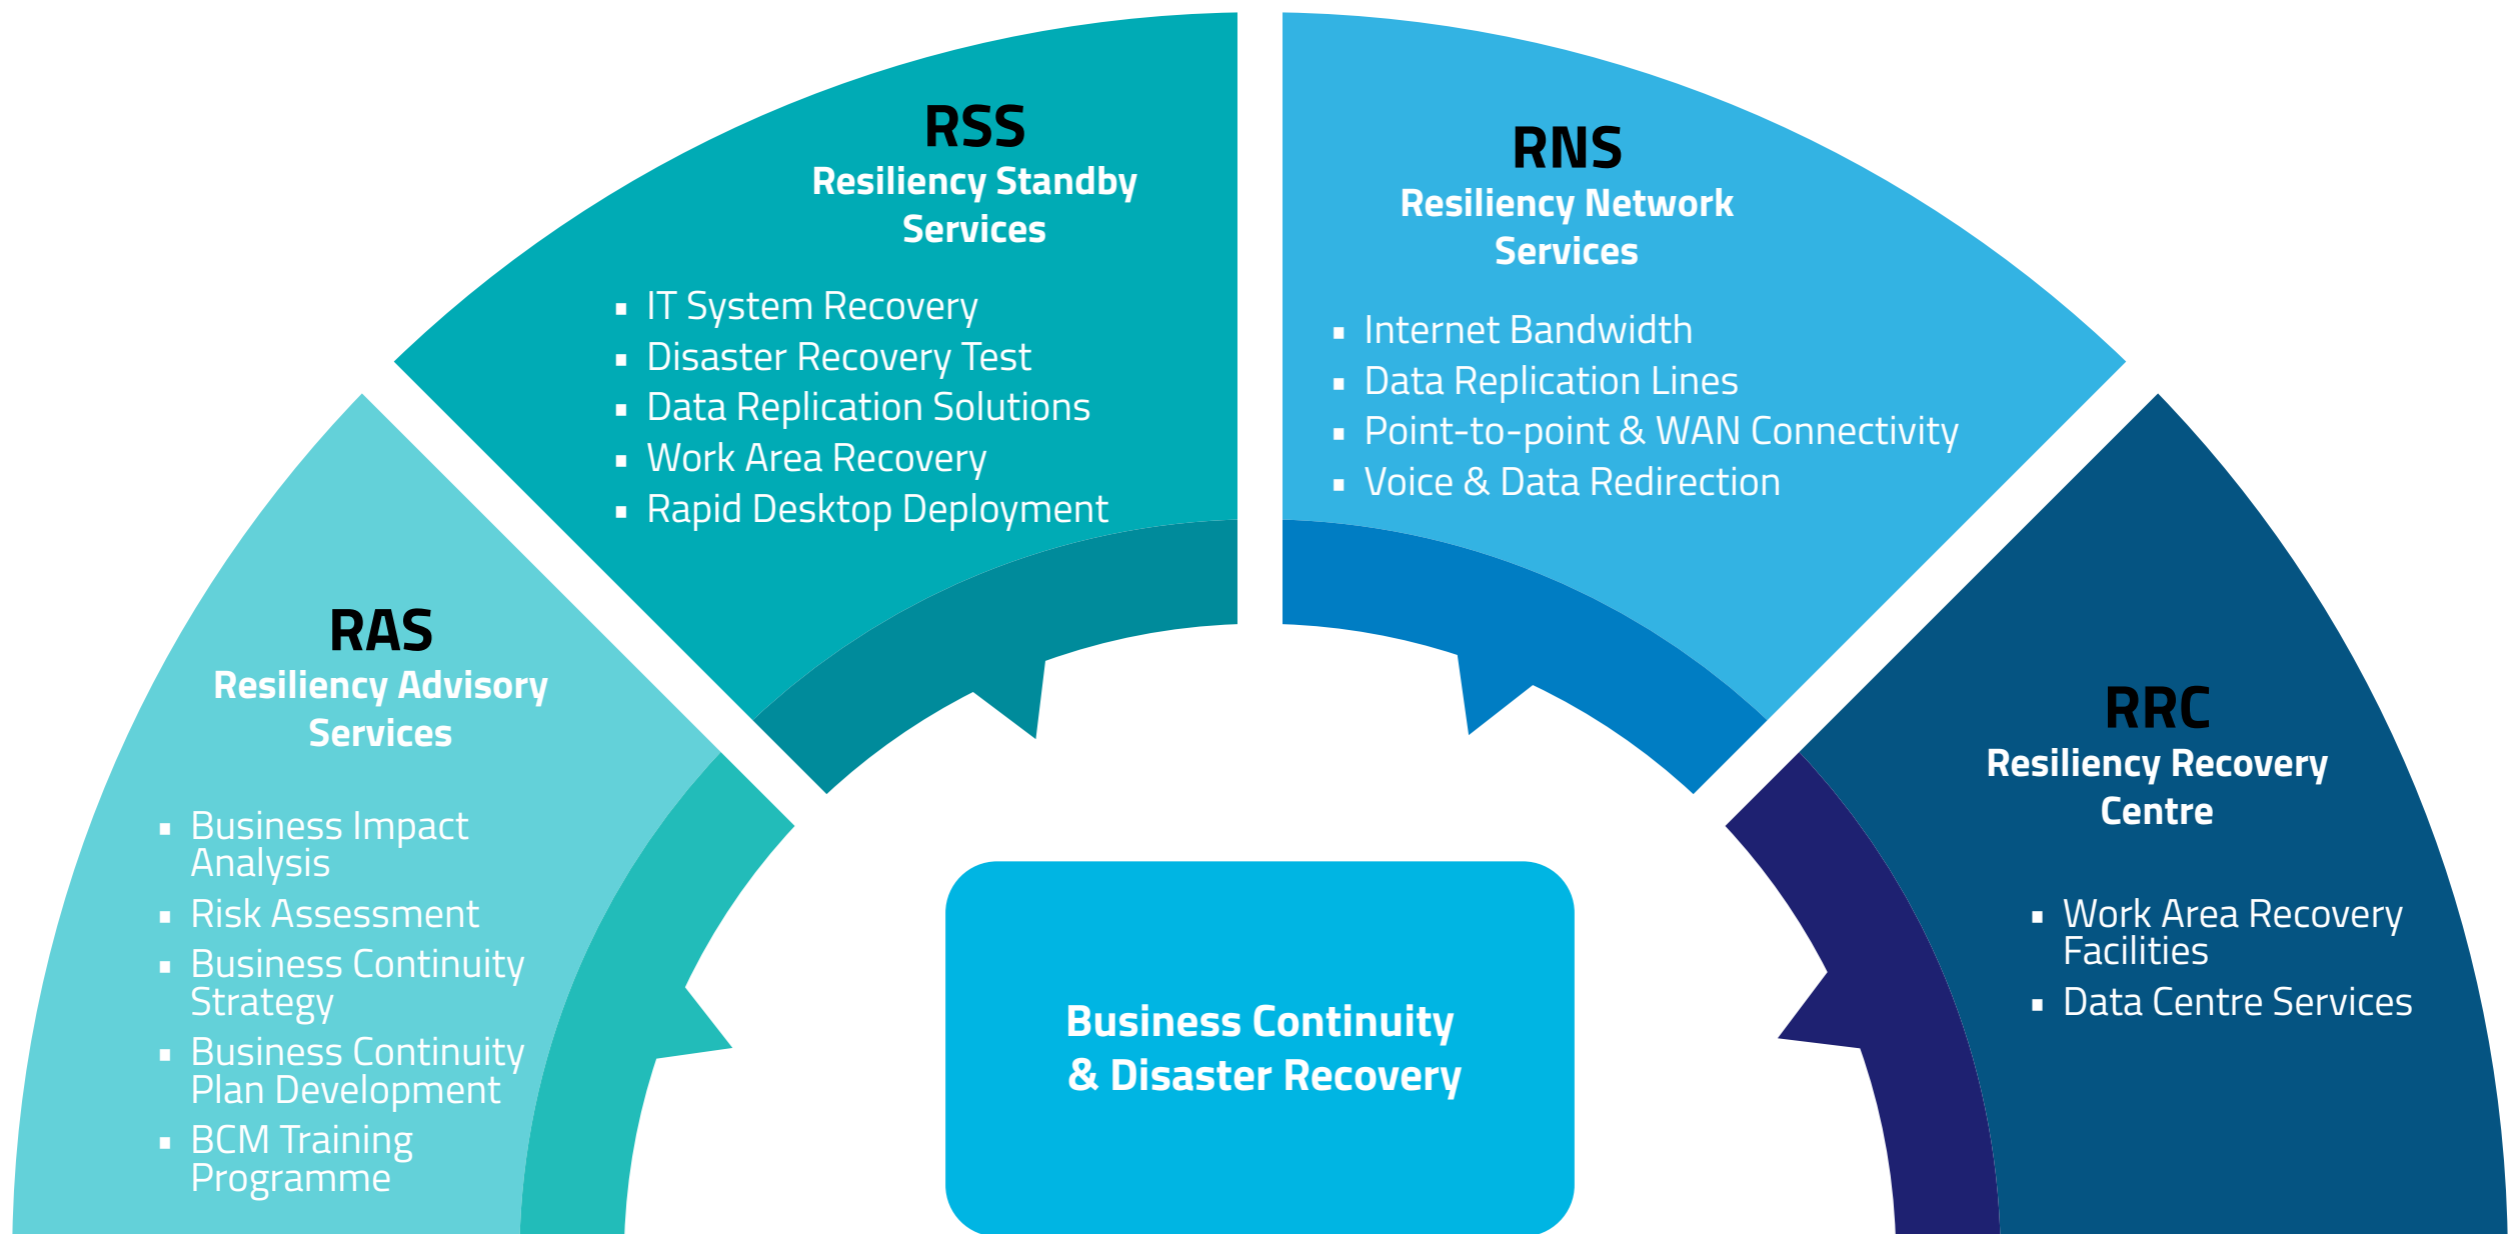 RSS
Resiliency Standby
Services
▪ IT System Recovery
▪ Disaster Recovery Test
▪ Data Replication Solutions
▪ Work Area Recovery
▪ Rapid Desktop Deployment
RNS
Resiliency Network
Services
▪ Internet Bandwidth
▪ Data Replication Lines
▪ Point-to-point & WAN Connectivity
▪ Voice & Data Redirection
RAS
Resiliency Advisory
Services
▪ Business Impact
Analysis
▪ Risk Assessment
▪ Business Continuity
Strategy
▪ Business Continuity
Plan Development
▪ BCM Training
Programme
RRC
Resiliency Recovery
Centre
▪ Work Area Recovery
Facilities
▪ Data Centre Services
Business Continuity
& Disaster Recovery